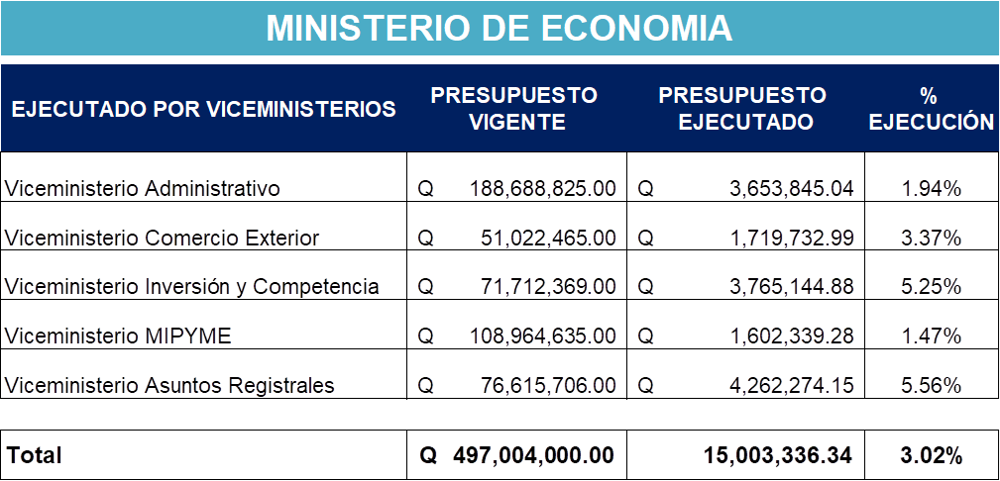 MINISTERIO DE ECONOMIA
EJECUTADO POR VICEMINISTERIOS PRESUPUESTO VIGENTE PRESUPUESTO EJECUTADO % EJECUCIÓN
Viceministerio Administrativo Q 188,688,825.00 Q 3,653,845.04 1.94%
Viceministerio Comercio Exterior Q 51,022,465.00 Q 1,719,732.99 3.37%
Viceministerio Inversión y Competencia Q 71,712,369.00 Q 3,765,144.88 5.25%
Viceministerio MIPYME Q 108,964,635.00 Q 1,602,339.28 1.47%
Viceministerio Asuntos Registrales Q 76,615,706.00 Q 4,262,274.15 5.56%
Total Q 497,004,000.00 15,003,336.34 3.02%